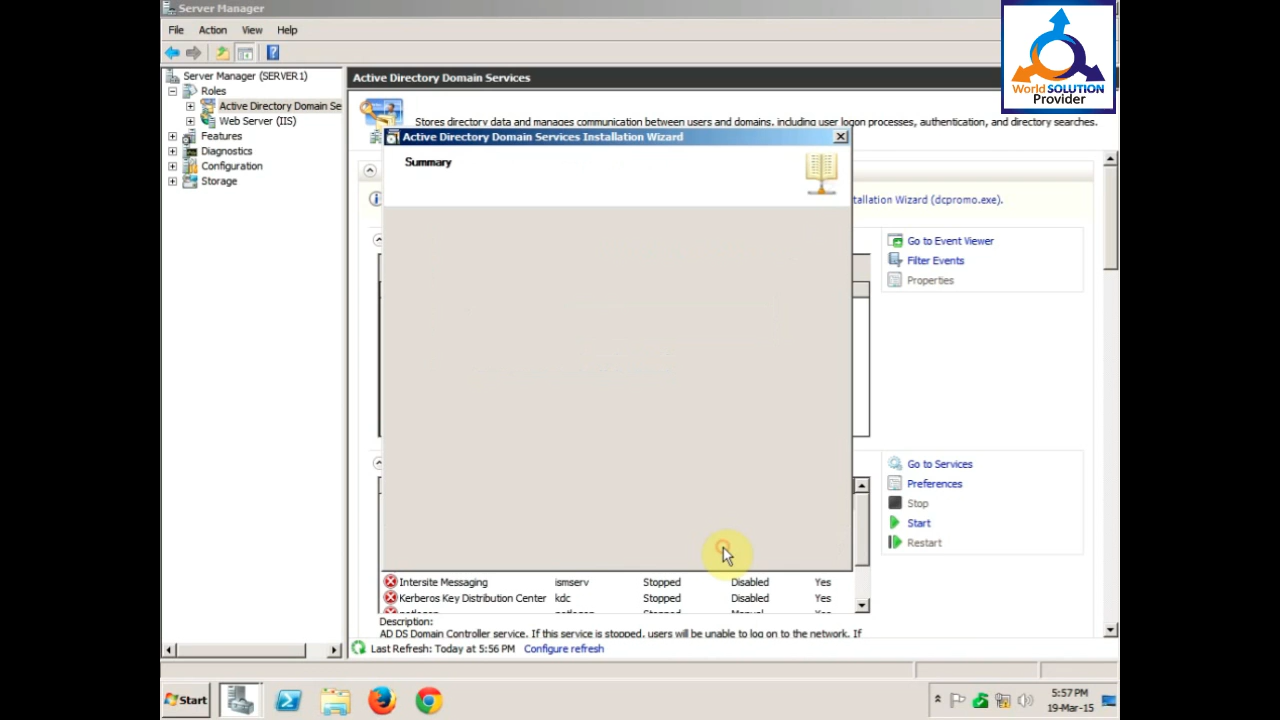 Server Manager
File Action View Help
World SOLUTION
Provider
Server Manager (SERVER1)
Roles
Active Directory Domain Se
Web Server (IIS)
Features
Diagnostics
Configuration
Storage
Active Directory Domain Services
Stores directory data and manages communication between users and domains, including user logon processes, authentication, and directory searches.
Active Directory Domain Services Installation Wizard
Summary
tallation Wizard (dcpromo.exe).
Go to Event Viewer
Filter Events
Properties
Go to Services
Preferences
Stop
Start
Restart
Intersite Messaging ismserv Stopped Disabled Yes
Kerberos Key Distribution Center kdc Stopped Disabled Yes
Description:
AD DS Domain Controller service. If this service is stopped, users will be unable to log on to the network. If
Last Refresh: Today at 5:56 PM Configure refresh
Start
5:57 PM
19-Mar-15